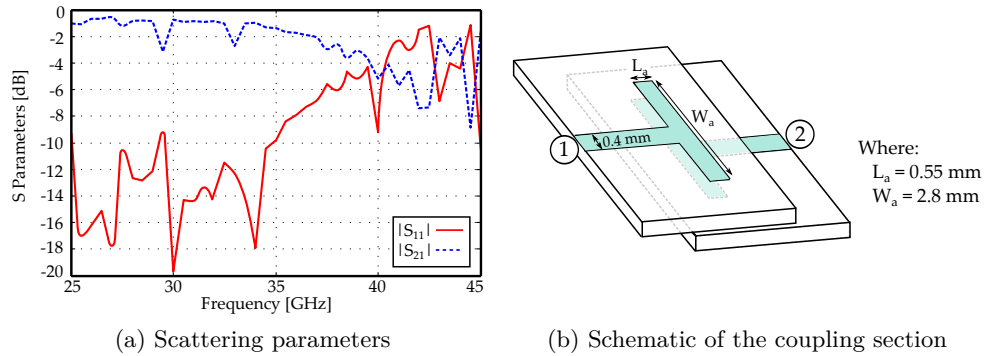 S Parameters [dB]
0
-2
-4
-6
-8
-10
-12
-14
-16
-18
-20
25
30
35
40
45
Frequency [GHz]
|S11|
|S21|
(a) Scattering parameters
La
Wa
0.4 mm
1
2
Where:
La = 0.55 mm
Wa = 2.8 mm
(b) Schematic of the coupling section